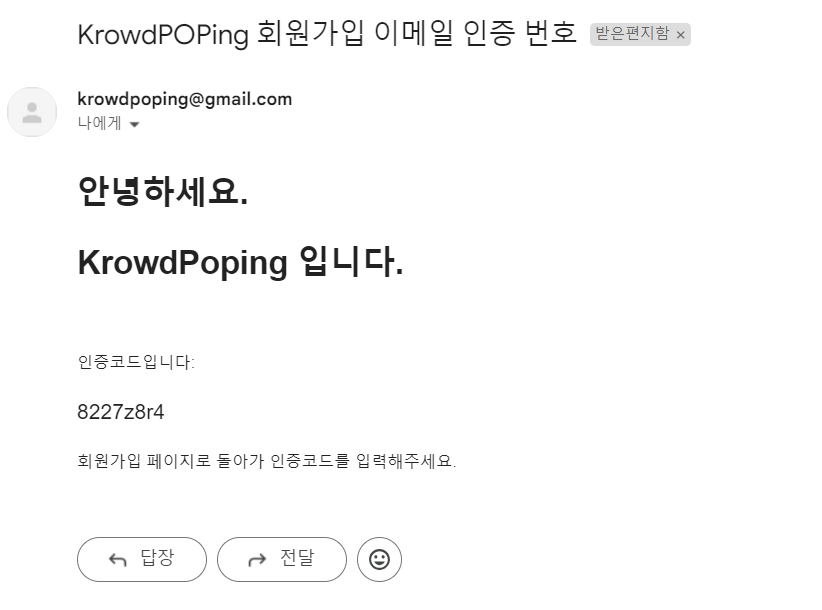 KrowdPOPing 회원가입 이메일 인증 번호 받은편지함 ×
krowdpoping@gmail.com
나에게
안녕하세요.
KrowdPoping 입니다.
인증코드입니다:
8227z8r4
회원가입 페이지로 돌아가 인증코드를 입력해주세요.
답장 전달